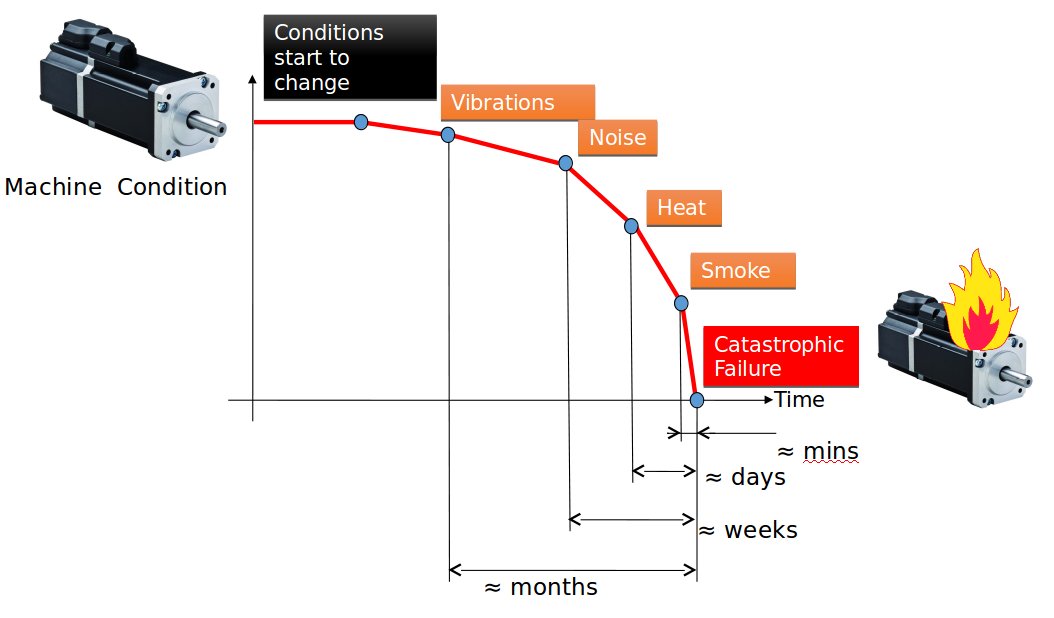 Conditions
start to
change
Vibrations
Noise
Machine Condition
Heat
Smoke
Catastrophic
Failure
Time
≈ mins
≈ days
≈ weeks
≈ months